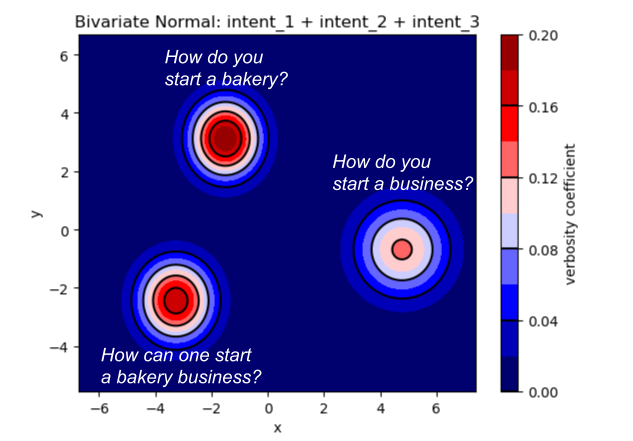 Bivariate Normal: intent_1 + intent_2 + intent_3
How do you
start a bakery?
How do you
start a business?
How can one start
a bakery business?
6
4
2
0
−2
−4
y
−6
−4
−2
0
2
4
6
x
0.20
0.16
0.12
0.08
0.04
0.00
verbosity coefficient